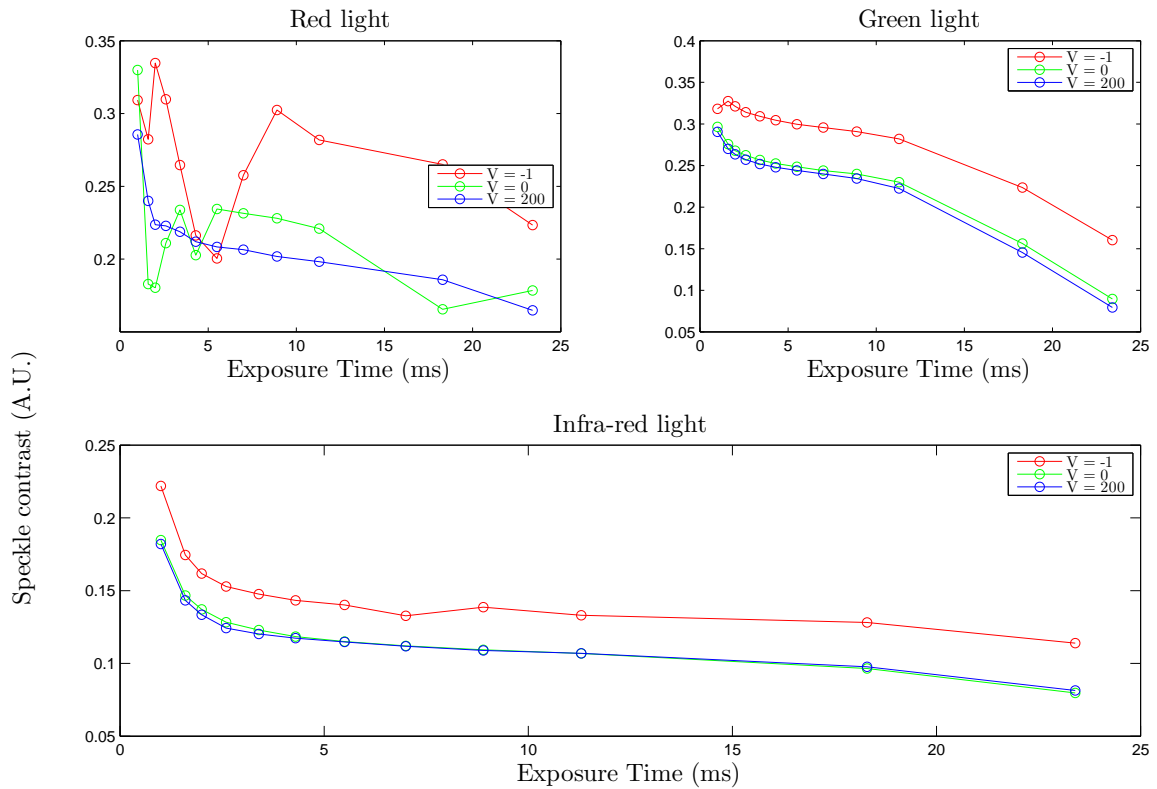 Red light
0.35
0.3
0.25
0.2
V = -1
V = 0
V = 200
0 5 10 15 20 25
Exposure Time (ms)
Green light
0.4
0.35
0.3
0.25
0.2
0.15
0.1
0.05
V = -1
V = 0
V = 200
0 5 10 15 20 25
Exposure Time (ms)
Speckle contrast (A.U.)
Infra-red light
0.25
0.2
0.15
0.1
0.05
V = -1
V = 0
V = 200
0 5 10 15 20 25
Exposure Time (ms)